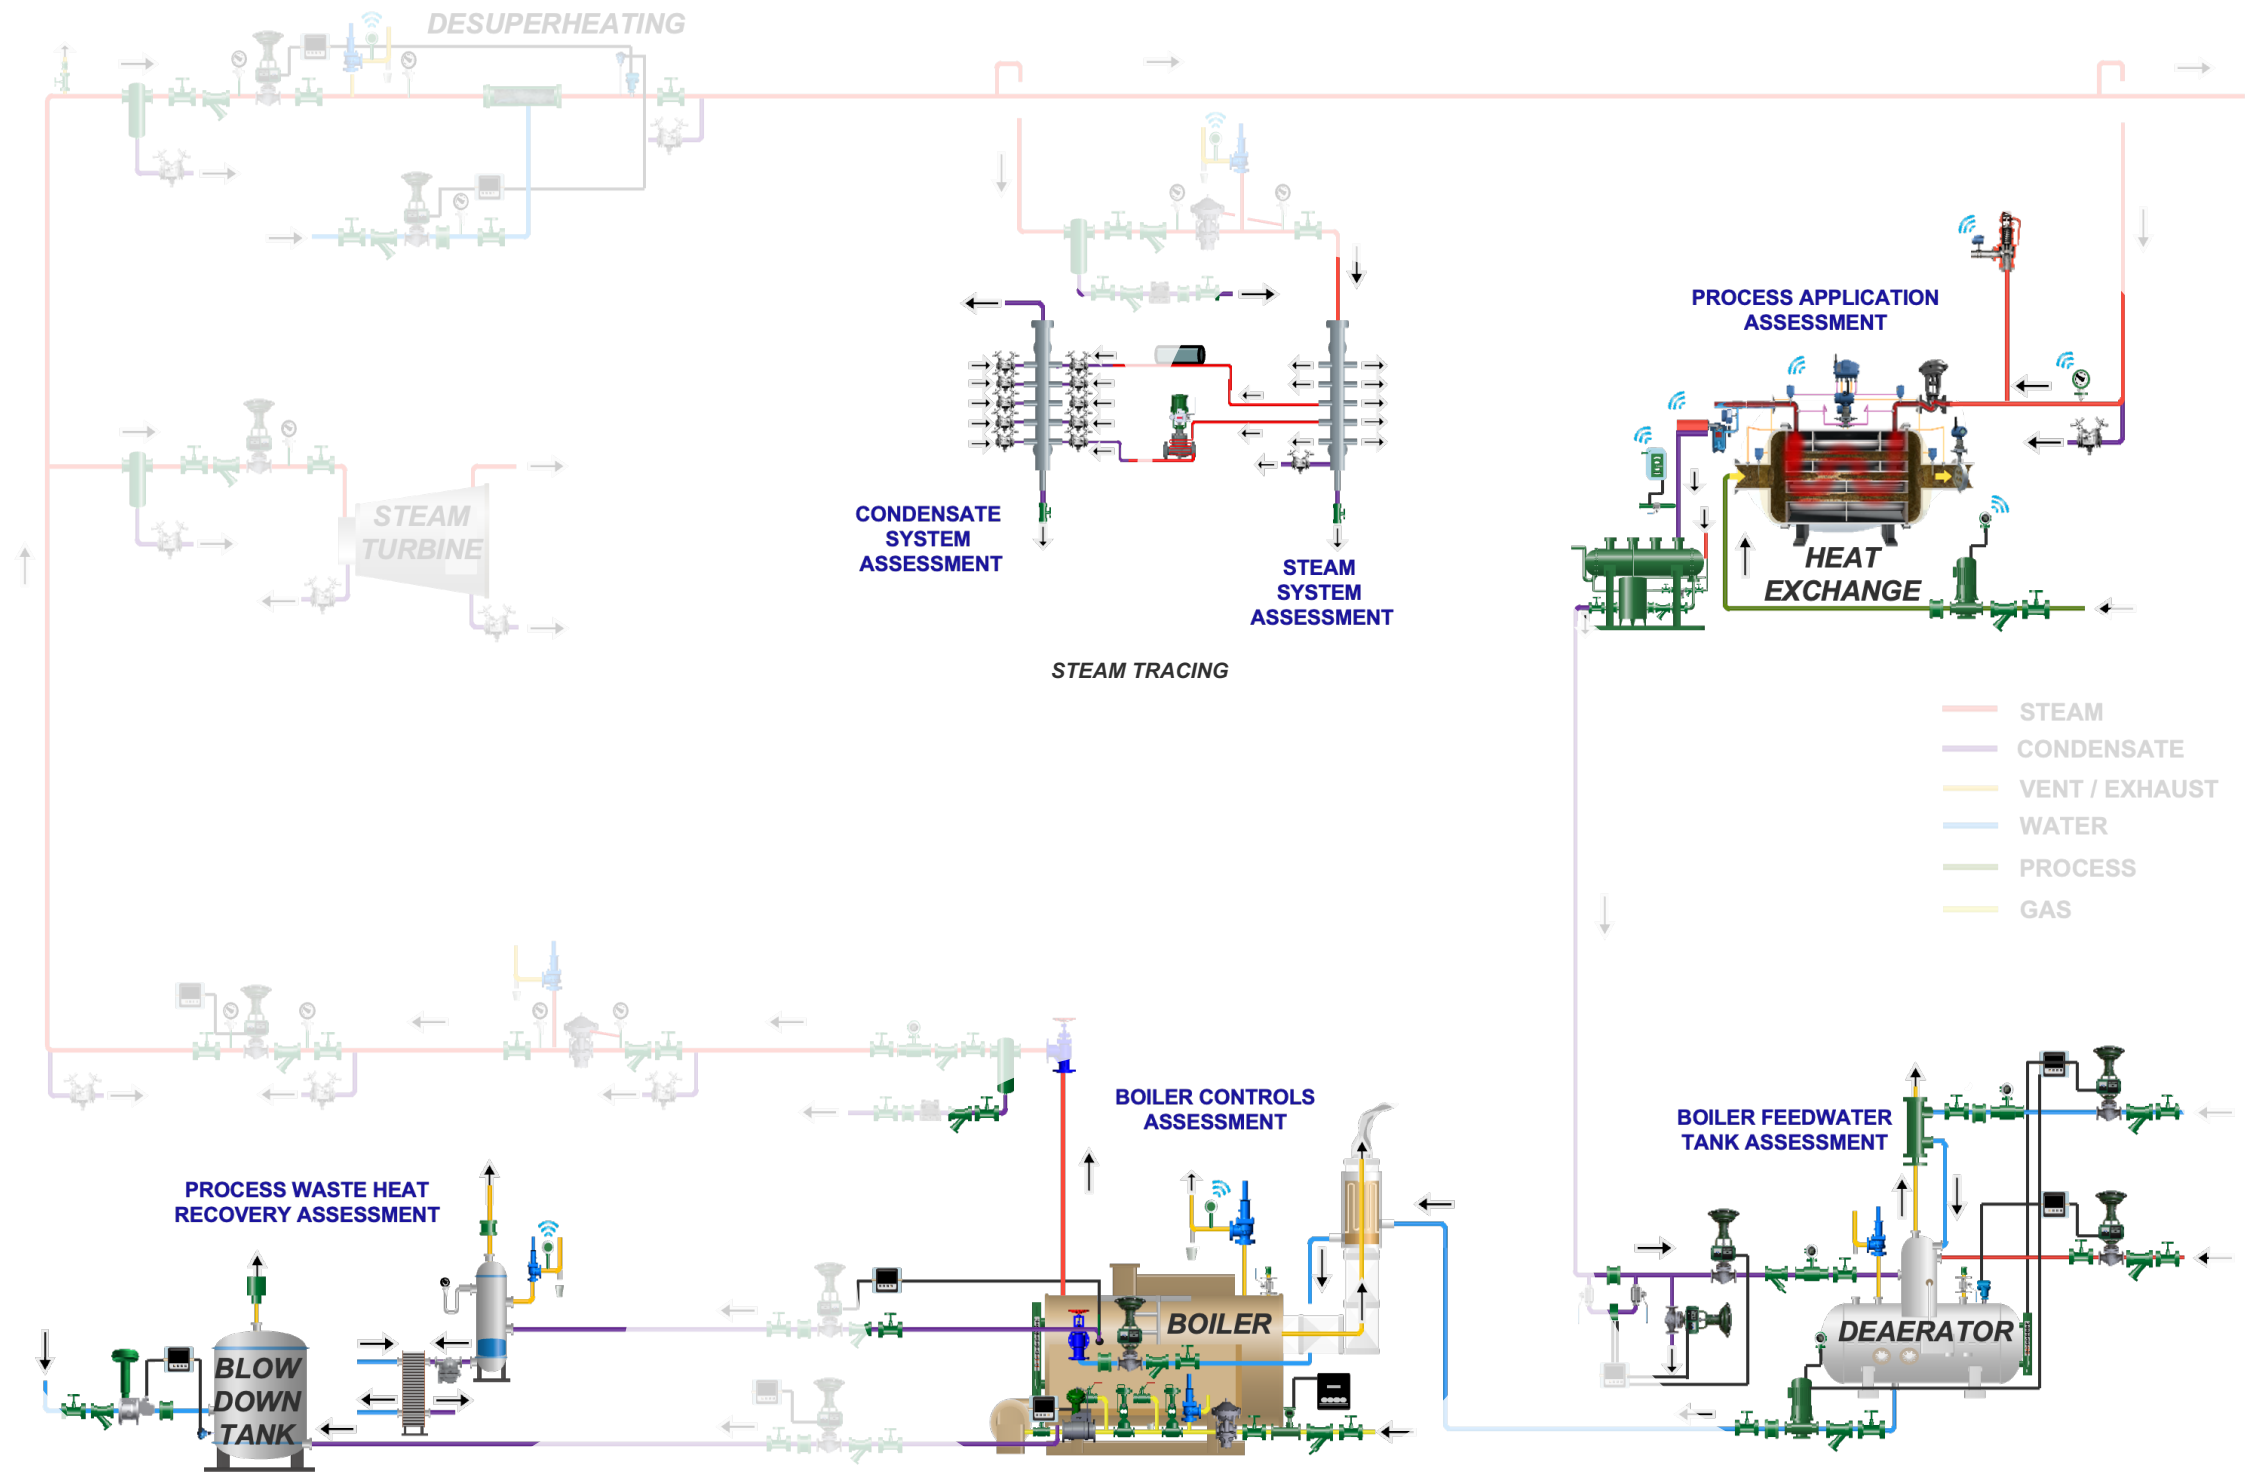 DESUPERHEATING
PROCESS APPLICATION
ASSESSMENT
STEAM
TURBINE
CONDENSATE
SYSTEM
ASSESSMENT
STEAM
SYSTEM
ASSESSMENT
HEAT
EXCHANGE
STEAM TRACING
STEAM
CONDENSATE
VENT / EXHAUST
WATER
PROCESS
GAS
BOILER CONTROLS
ASSESSMENT
BOILER FEEDWATER
TANK ASSESSMENT
PROCESS WASTE HEAT
RECOVERY ASSESSMENT
BOILER
DEAERATOR
BLOW
DOWN
TANK